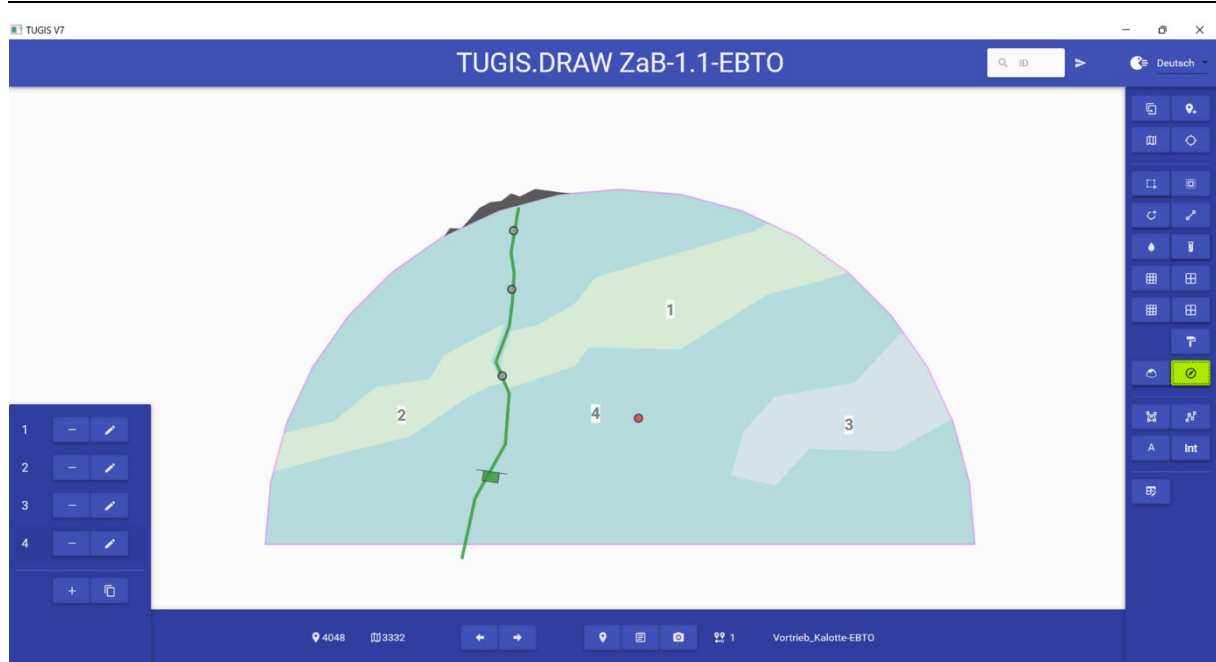 TUGIS V7
TUGIS.DRAW ZaB-1.1-EBTO
ID
Deutsch
1
2
4
3
1
2
3
4
A
Int
4048
3332
1
Vortrieb_Kalotte-EBTO